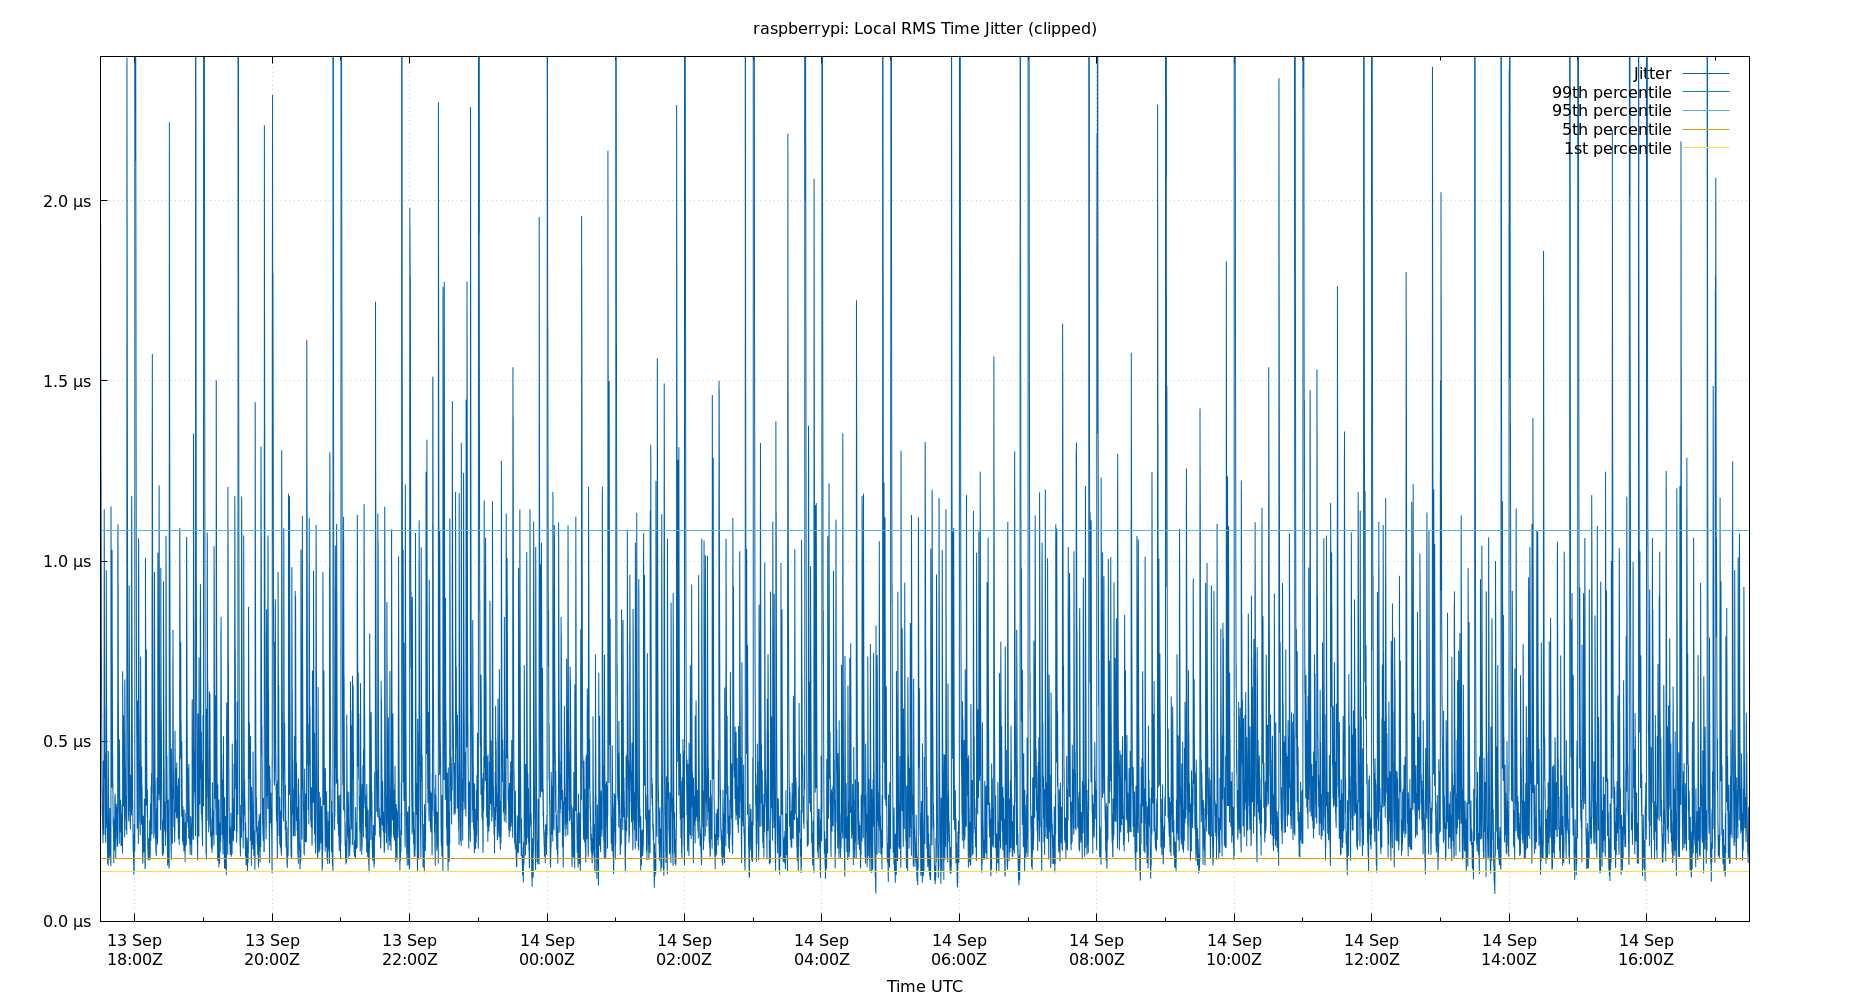 raspberrypi: Local RMS Time Jitter (clipped)
Jitter
99th percentile
95th percentile
5th percentile
1st percentile
2.0 µs
1.5 µs
1.0 µs
0.5 µs
0.0 µs
13 Sep 13 Sep 13 Sep 14 Sep 14 Sep 14 Sep 14 Sep 14 Sep 14 Sep 14 Sep 14 Sep 14 Sep
18:00Z 20:00Z 22:00Z 00:00Z 02:00Z 04:00Z 06:00Z 08:00Z 10:00Z 12:00Z 14:00Z 16:00Z
Time UTC